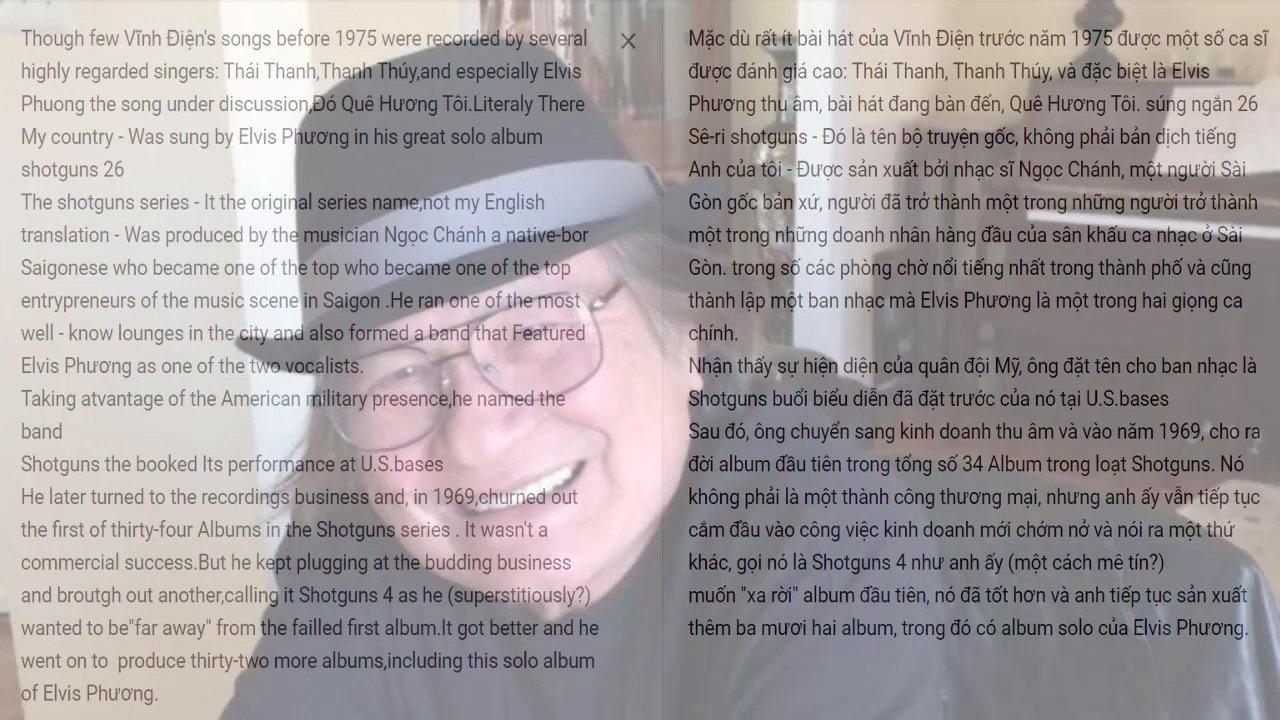 Though few Vĩnh Điện's songs before 1975 were recorded by several
highly regarded singers: Thái Thanh,Thanh Thúy,and especially Elvis
Phuong the song under discussion,Đó Quê Hương Tôi.Literaly There
My country - Was sung by Elvis Phương in his great solo album
shotguns 26
The shotguns series - It the original series name,not my English
translation - Was produced by the musician Ngọc Chánh a native-bor
Saigonese who became one of the top who became one of the top
entrypreneurs of the music scene in Saigon .He ran one of the most
well - know lounges in the city and also formed a band that Featured
Elvis Phương as one of the two vocalists.
Taking atvantage of the American military presence,he named the
band
Shotguns the booked Its performance at U.S.bases
He later turned to the recordings business and, in 1969,churned out
the first of thirty-four Albums in the Shotguns series . It wasn't a
commercial success.But he kept plugging at the budding business
and broutgh out another,calling it Shotguns 4 as he (superstitiously?)
wanted to be"far away" from the failled first album.It got better and he
went on to  produce thirty-two more albums,including this solo album
of Elvis Phương.
Mặc dù rất ít bài hát của Vĩnh Điện trước năm 1975 được một số ca sĩ
được đánh giá cao: Thái Thanh, Thanh Thúy, và đặc biệt là Elvis
Phương thu âm, bài hát đang bàn đến, Quê Hương Tôi. súng ngắn 26
Sê-ri shotguns - Đó là tên bộ truyện gốc, không phải bản dịch tiếng
Anh của tôi - Được sản xuất bởi nhạc sĩ Ngọc Chánh, một người Sài
Gòn gốc bản xứ, người đã trở thành một trong những người trở thành
một trong những doanh nhân hàng đầu của sân khấu ca nhạc ở Sài
Gòn. trong số các phòng chờ nổi tiếng nhất trong thành phố và cũng
thành lập một ban nhạc mà Elvis Phương là một trong hai giọng ca
chính.
Nhận thấy sự hiện diện của quân đội Mỹ, ông đặt tên cho ban nhạc là
Shotguns buổi biểu diễn đã đặt trước của nó tại U.S.bases
Sau đó, ông chuyển sang kinh doanh thu âm và vào năm 1969, cho ra
đời album đầu tiên trong tổng số 34 Album trong loạt Shotguns. Nó
không phải là một thành công thương mại, nhưng anh ấy vẫn tiếp tục
cắm đầu vào công việc kinh doanh mới chớm nở và nói ra một thứ
khác, gọi nó là Shotguns 4 như anh ấy (một cách mê tín?)
muốn "xa rời" album đầu tiên, nó đã tốt hơn và anh tiếp tục sản xuất
thêm ba mươi hai album, trong đó có album solo của Elvis Phương.